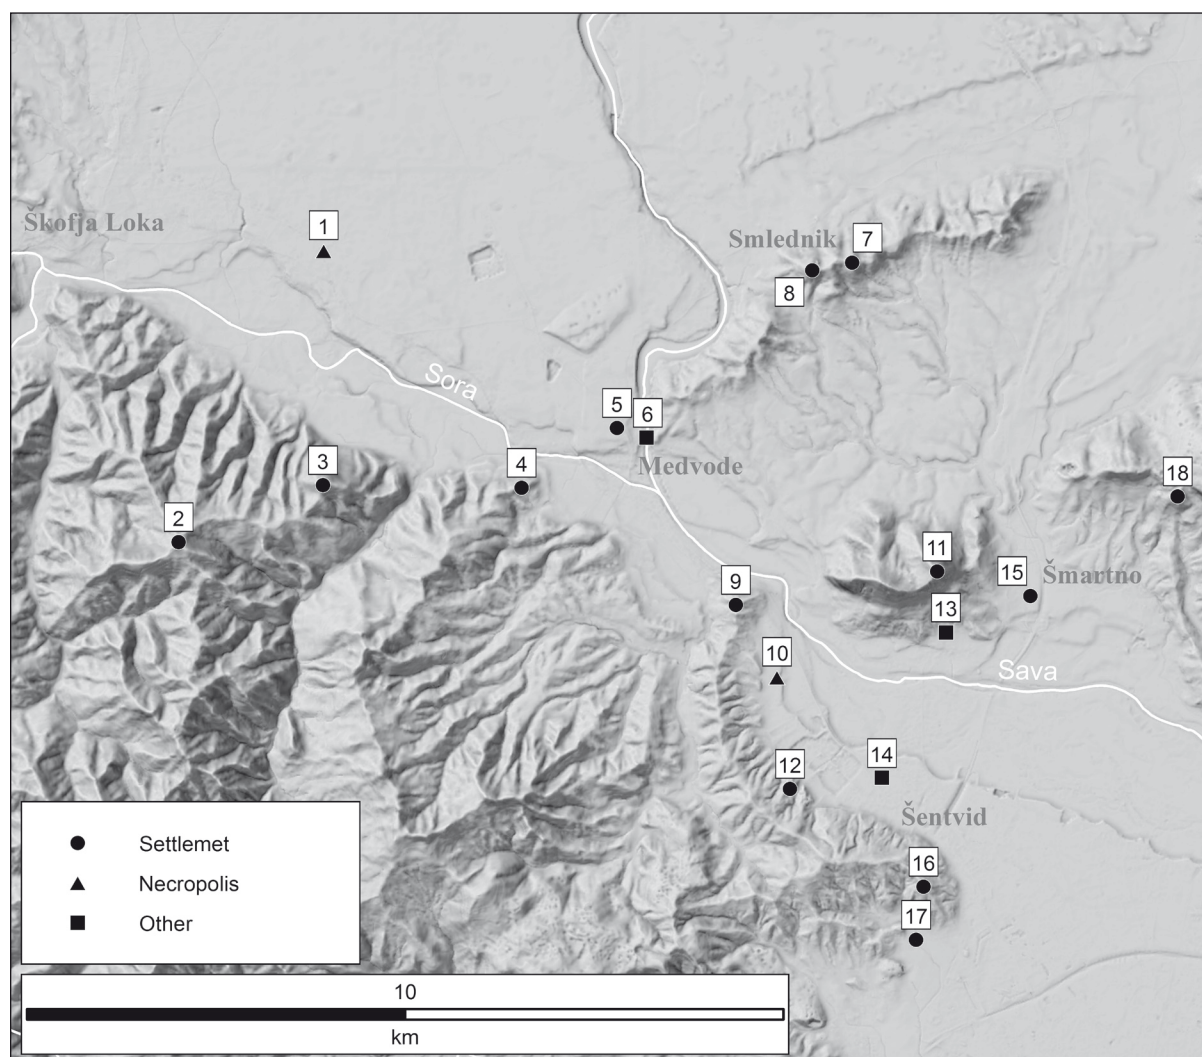 Škofja Loka
1
Smlednik
7
8
Sora
5
6
Medvode
3
4
2
18
11
15
Šmartno
9
13
10
Sava
12
14
Šentvid
16
17
Settlemet
Necropolis
Other
10
km